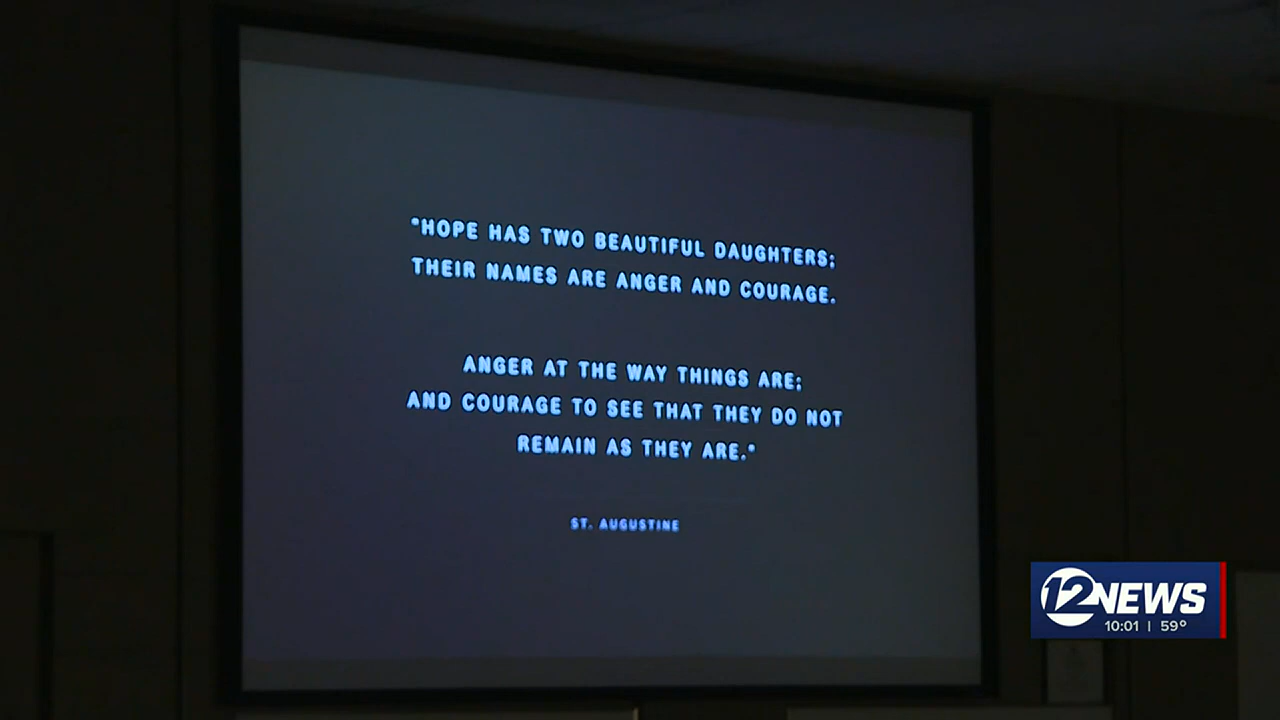 "HOPE HAS TWO BEAUTIFUL DAUGHTERS;
THEIR NAMES ARE ANGER AND COURAGE.
ANGER AT THE WAY THINGS ARE;
AND COURAGE TO SEE THAT THEY DO NOT
REMAIN AS THEY ARE."
ST. AUGUSTINE
12NEWS
10:01 | 59°